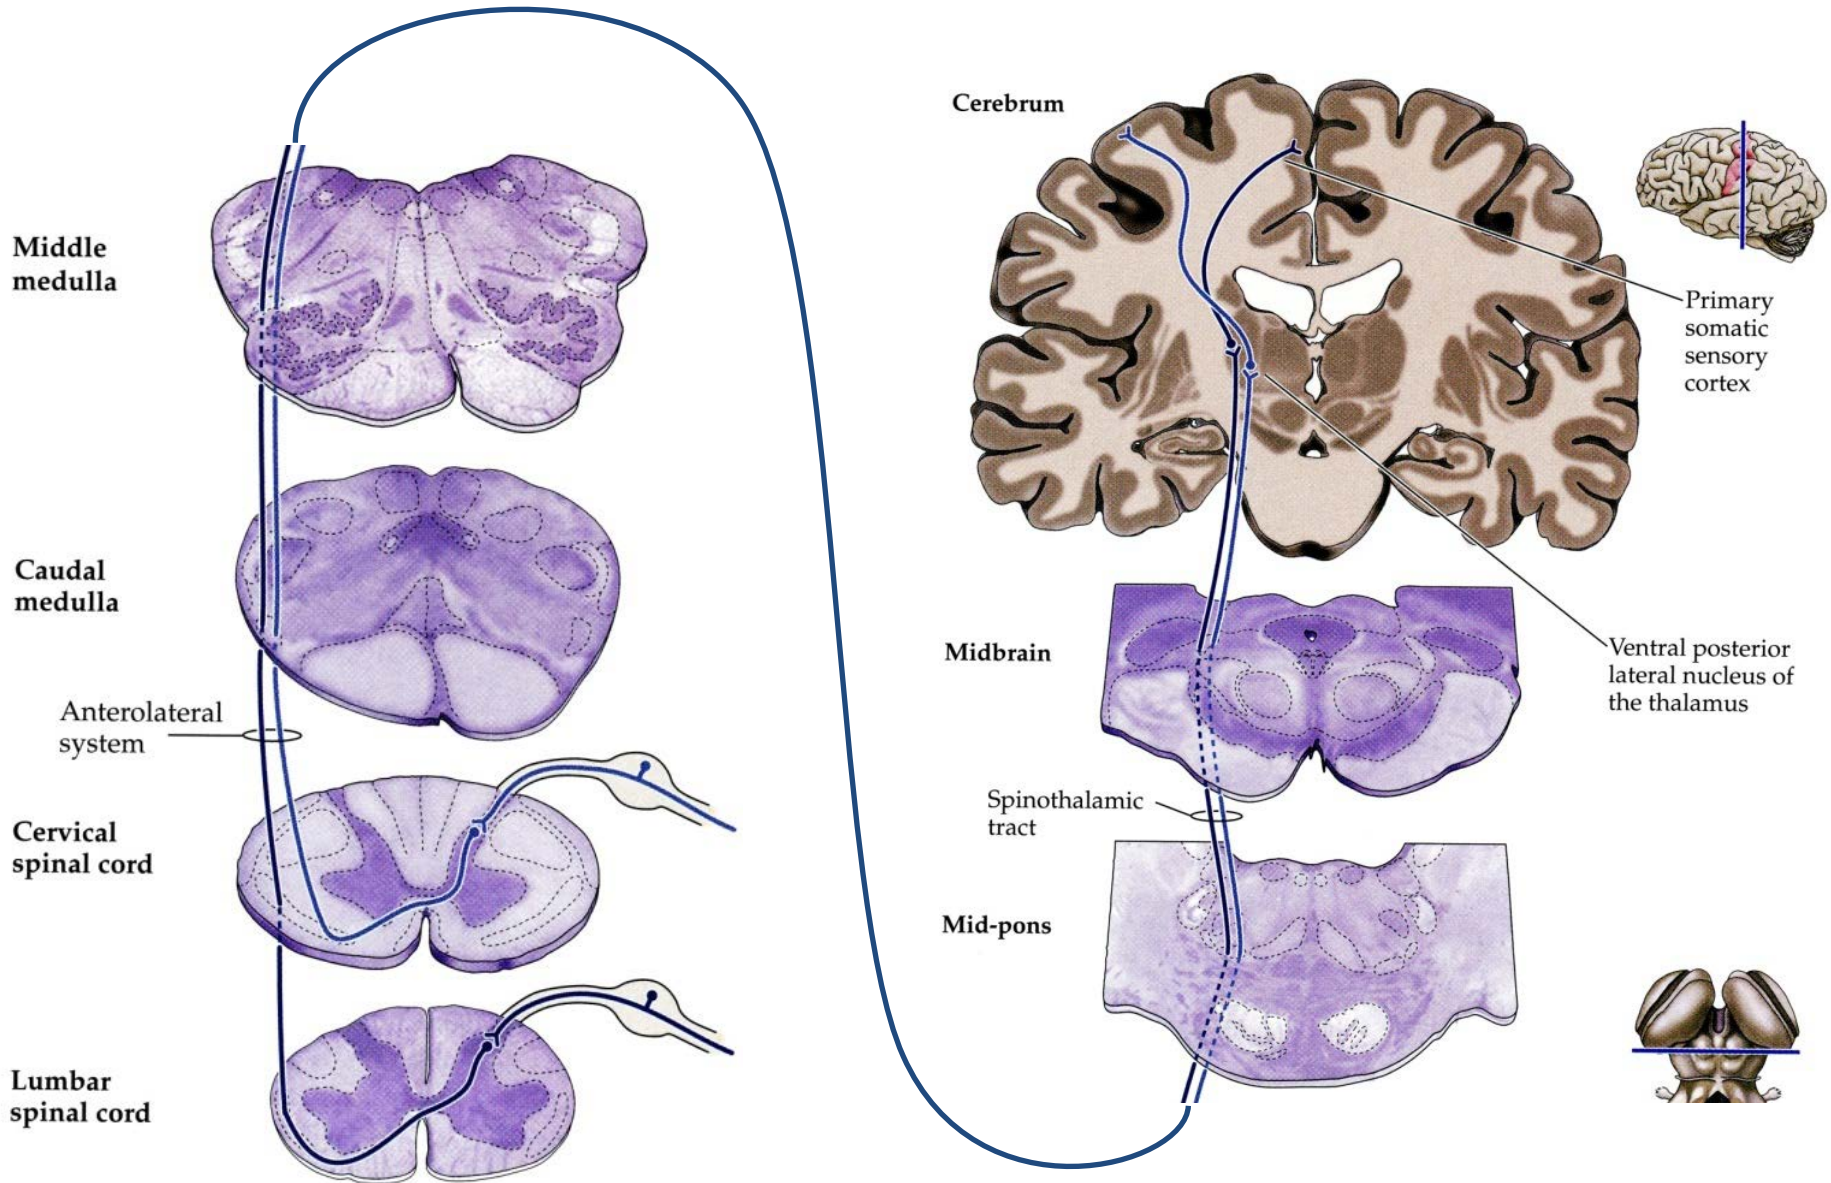 Middle
medulla
Caudal
medulla
Anterolateral
system
Cervical
spinal cord
Lumbar
spinal cord
Cerebrum
Primary
somatic
sensory
cortex
Midbrain
Ventral posterior
lateral nucleus of
the thalamus
Spinothalamic
tract
Mid-pons